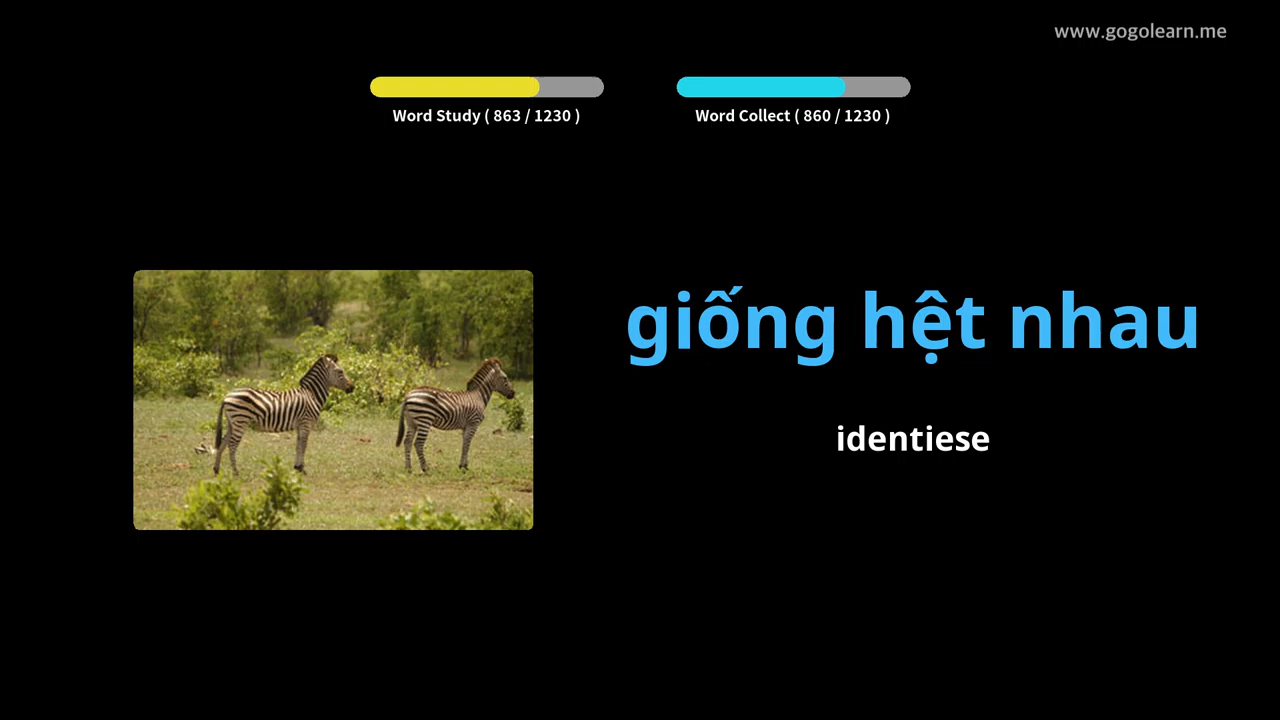 www.gogolearn.me
Word Study ( 863 / 1230 )
Word Collect ( 860 / 1230 )
giống hệt nhau
identiese